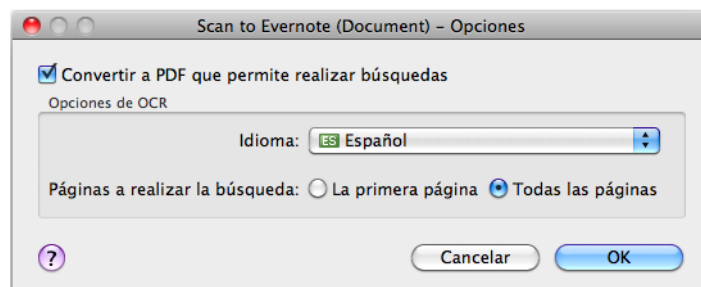 Scan to Evernote (Document) – Opciones
Convertir a PDF que permite realizar búsquedas
Opciones de OCR
Idioma: ES Español
Páginas a realizar la búsqueda: La primera página Todas las páginas
? Cancelar OK